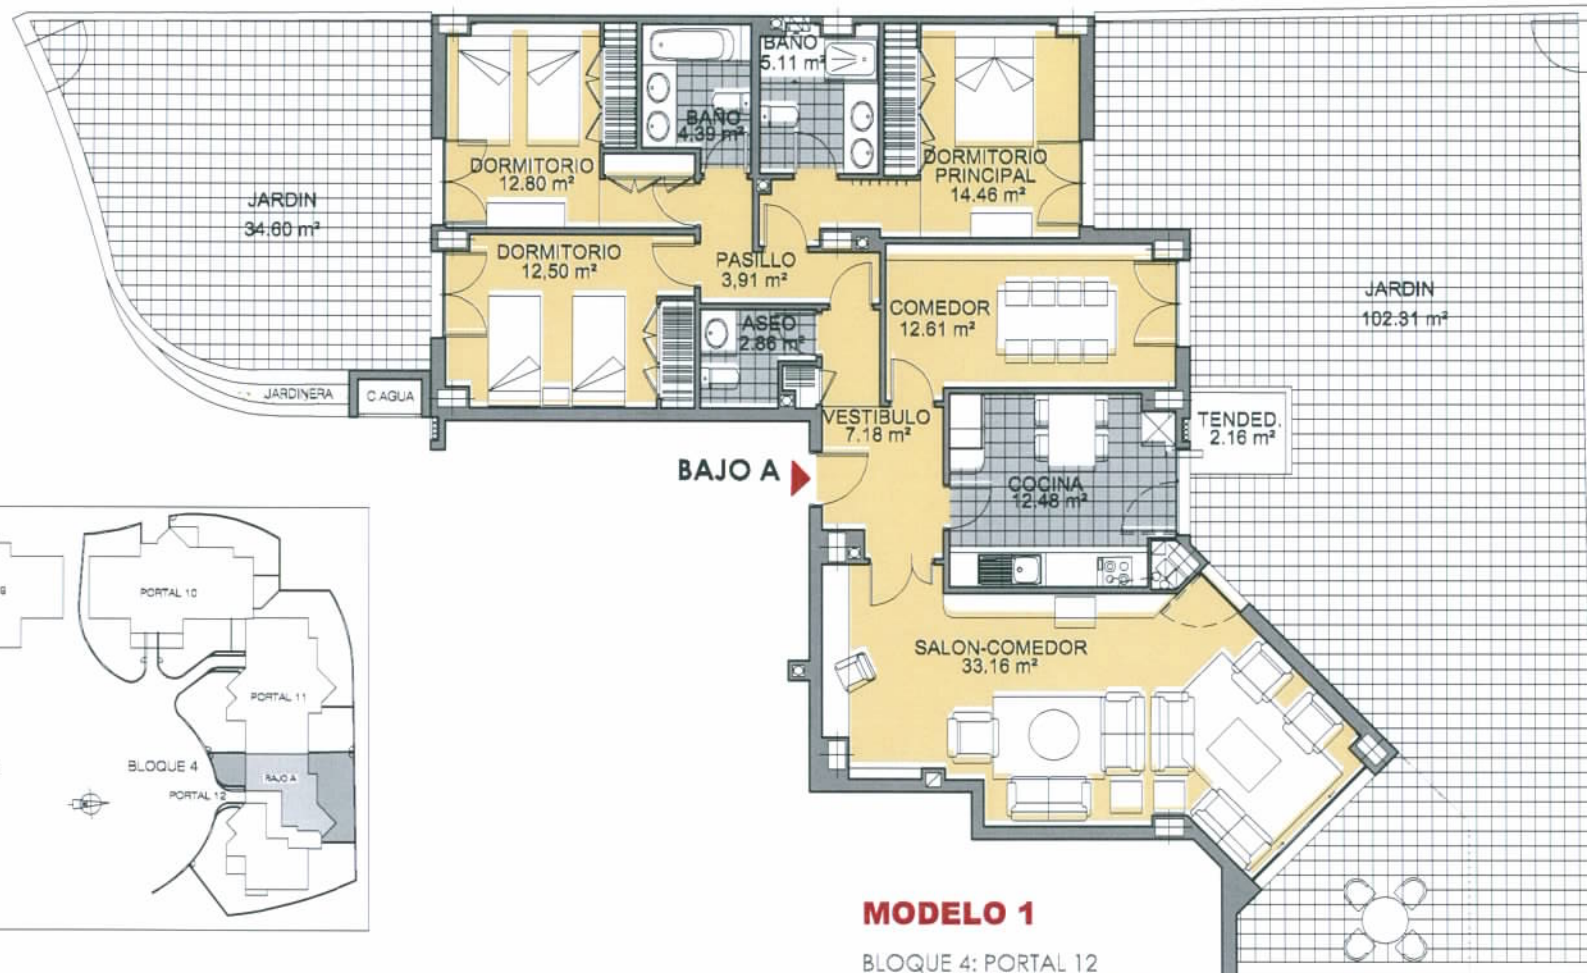 BAÑO
5.11 m²
BAÑO
4.39 m²
DORMITORIO
12.80 m²
DORMITORIO
PRINCIPAL
14.46 m²
JARDIN
34.60 m²
DORMITORIO
12,50 m²
PASILLO
3,91 m²
COMEDOR
12.61 m²
JARDIN
102.31 m²
ASEO
2.86 m²
JARDINERA
C.AGUA
VESTIBULO
7.18 m²
TENDED.
2.16 m²
BAJO A
COCINA
12.48 m²
SALON-COMEDOR
33.16 m²
PORTAL 10
PORTAL 11
BLOQUE 4
BAJO A
PORTAL 12
MODELO 1
BLOQUE 4: PORTAL 12